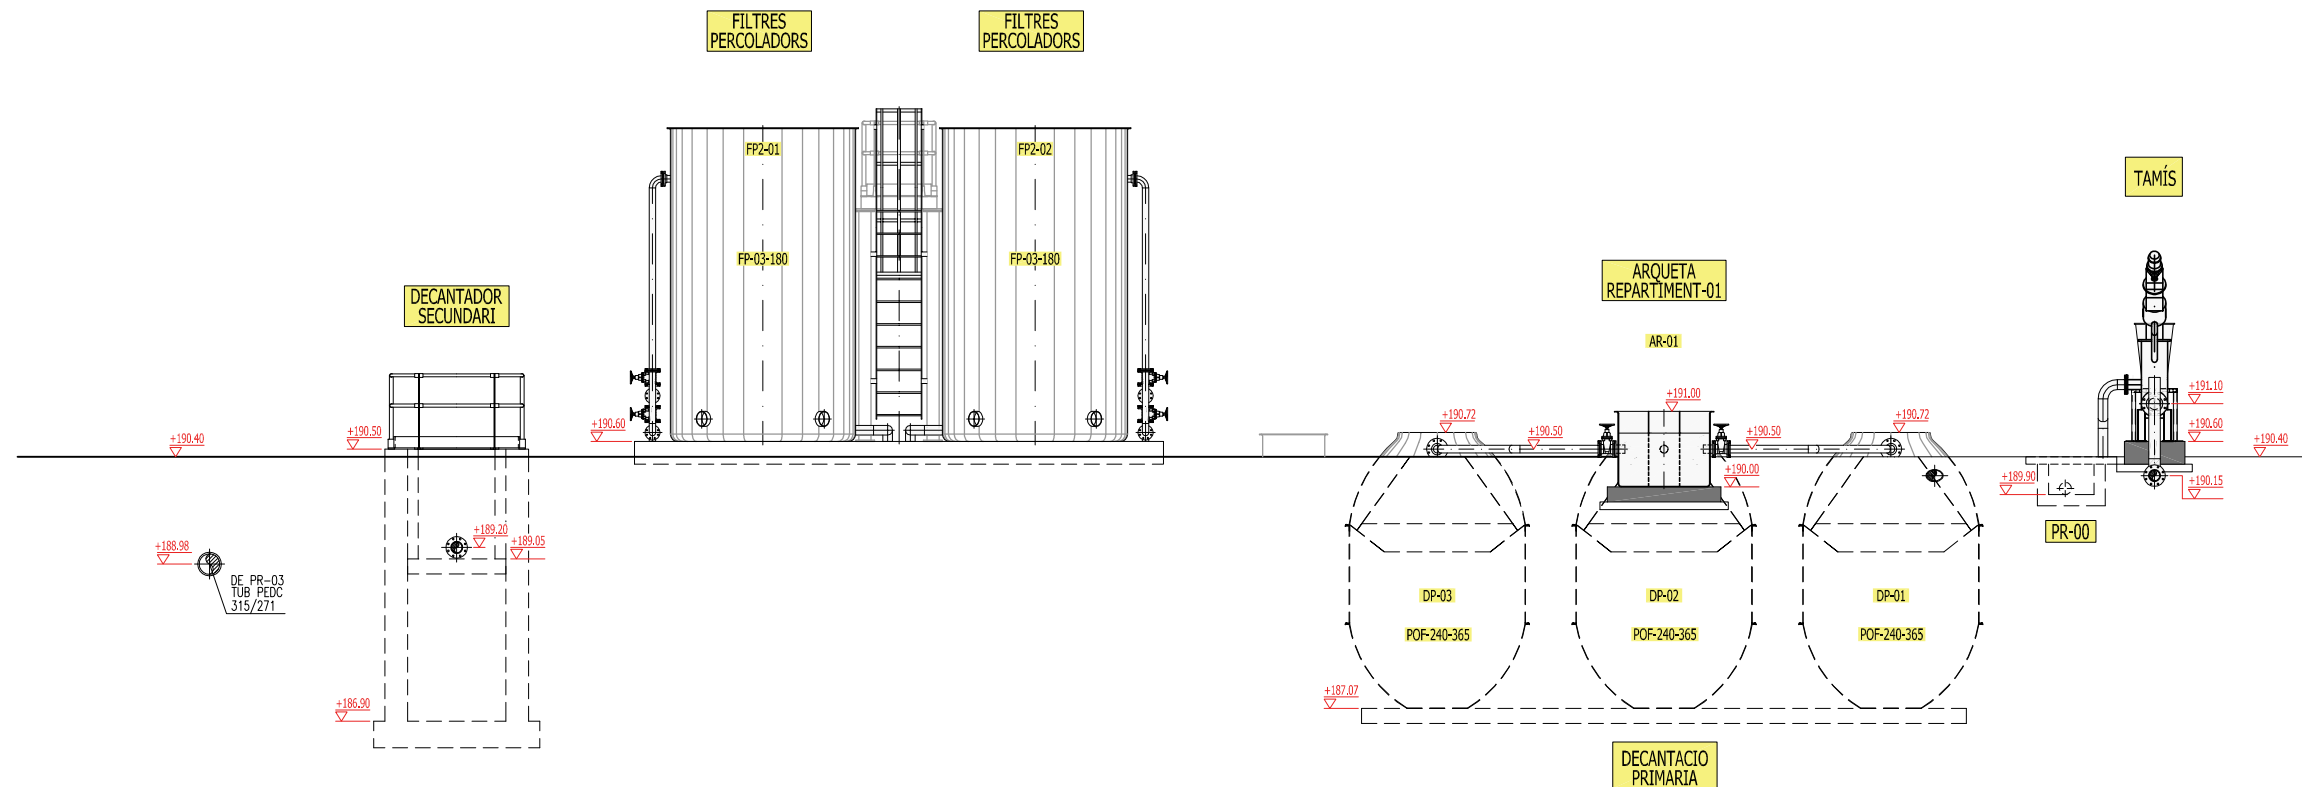 FILTRES
PERCOLADORS
FILTRES
PERCOLADORS
FP2-01
FP2-02
TAMÍS
FP-03-180
FP-03-180
ARQUETA
REPARTIMENT-01
DECANTADOR
SECUNDARI
AR-01
+191.00
+191.10
+190.72
+190.72
+190.60
+190.60
+190.40
+190.50
+190.50
+190.50
+190.40
+190.00
+189.90
+190.15
PR-00
+189.20
+189.05
+188.98
DE PR-03
TUB PEDC
315/271
DP-03
DP-02
DP-01
POF-240-365
POF-240-365
POF-240-365
+187.07
+186.90
DECANTACIO
PRIMARIA